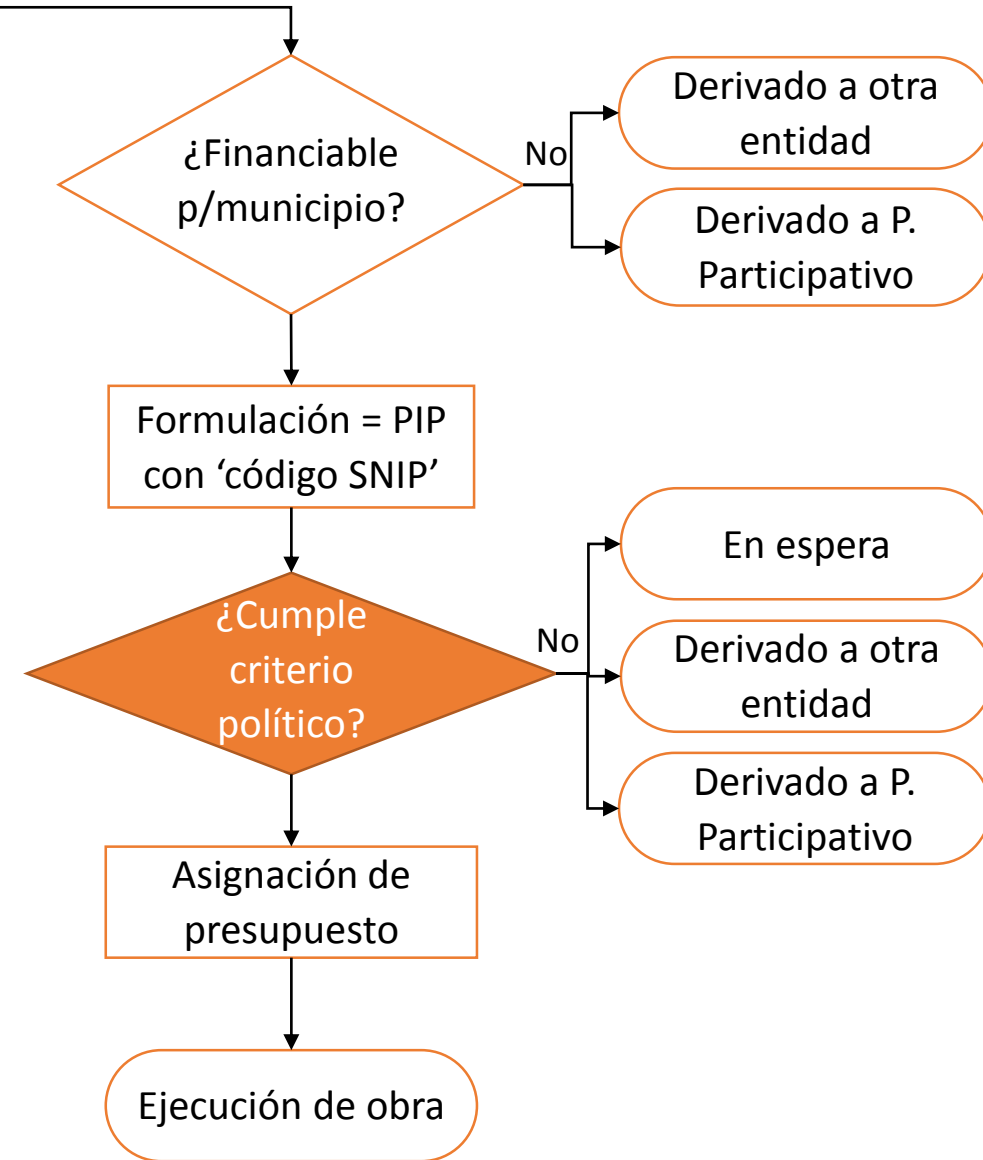 ¿Financiable
p/municipio?
No
Derivado a otra
entidad
Derivado a P.
Participativo
Formulación = PIP
con ‘código SNIP’
¿Cumple
criterio
político?
No
En espera
Derivado a otra
entidad
Derivado a P.
Participativo
Asignación de
presupuesto
Ejecución de obra